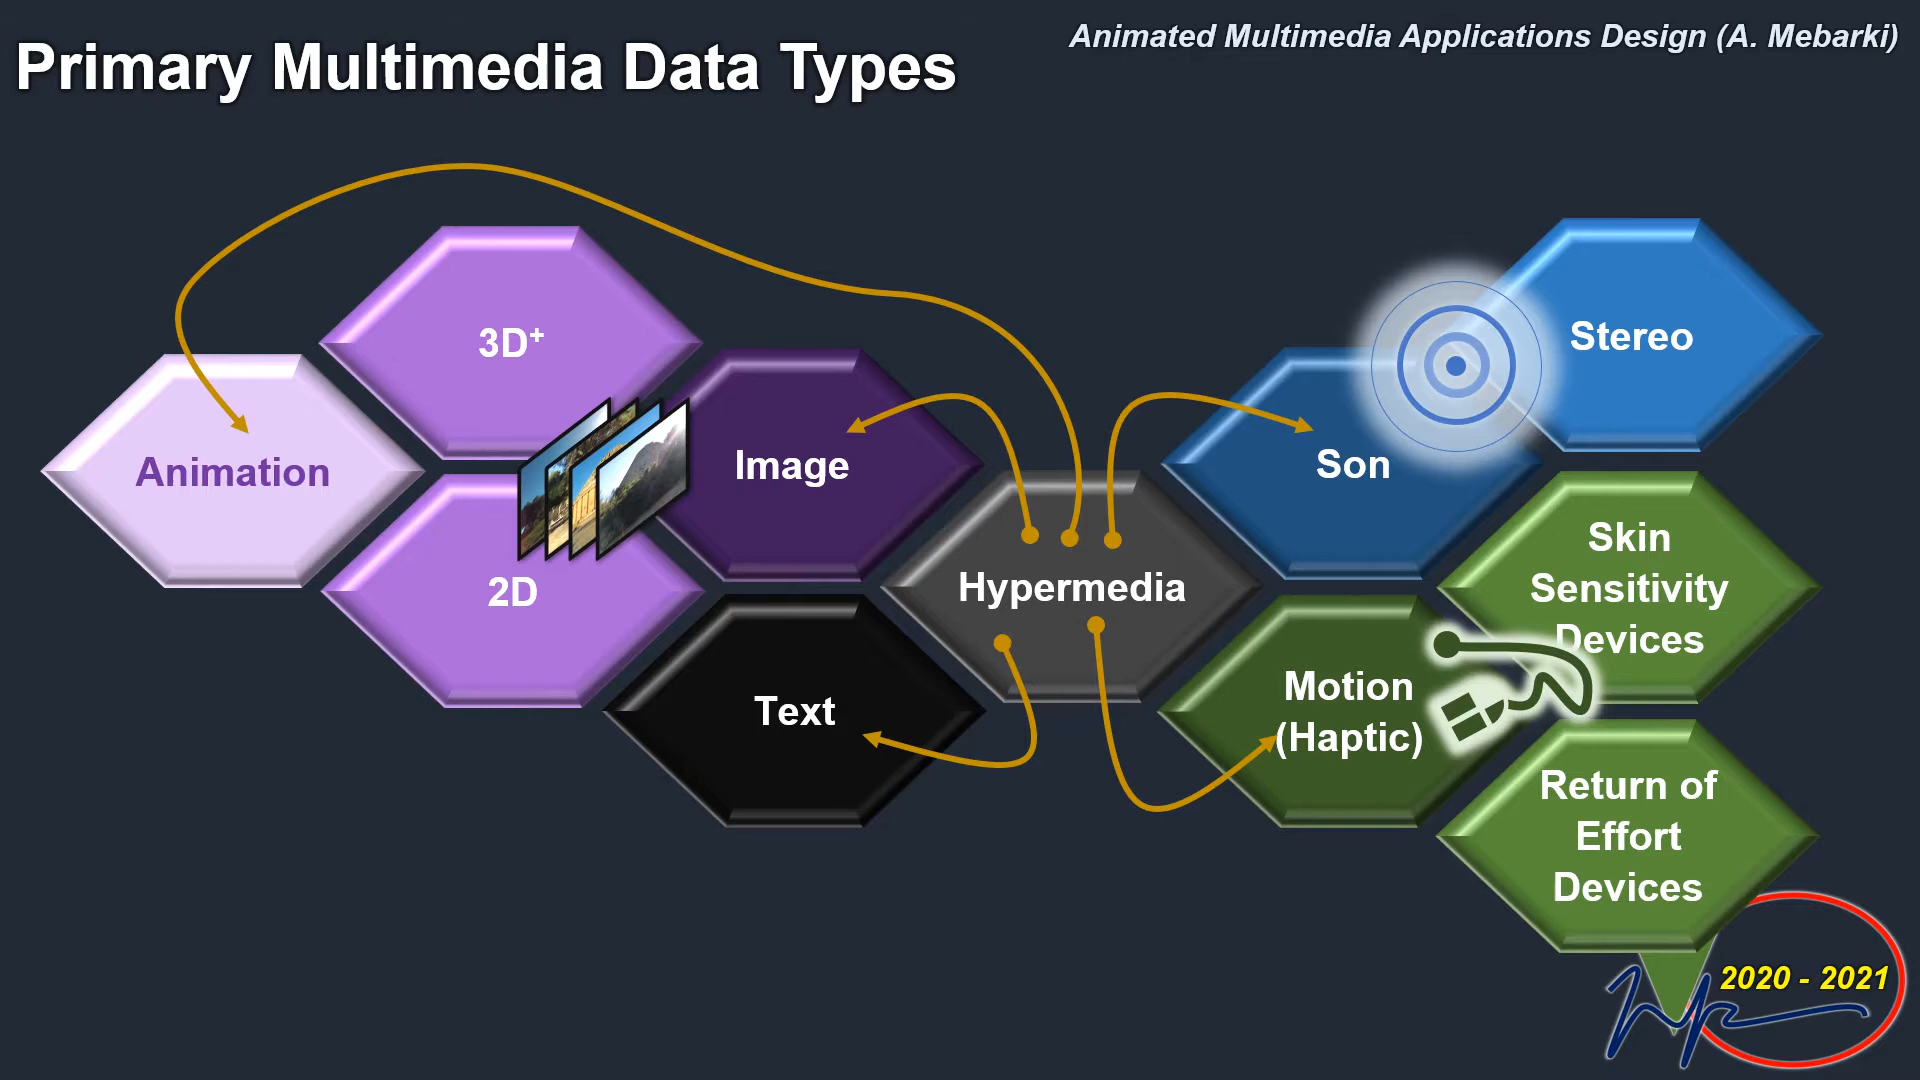 Animated Multimedia Applications Design (A. Mebarki)
Primary Multimedia Data Types
3D+
Stereo
Animation
Image
Son
2D
Hypermedia
Skin
Sensitivity
Devices
Text
Motion
(Haptic)
Return of
Effort
Devices
2020 - 2021